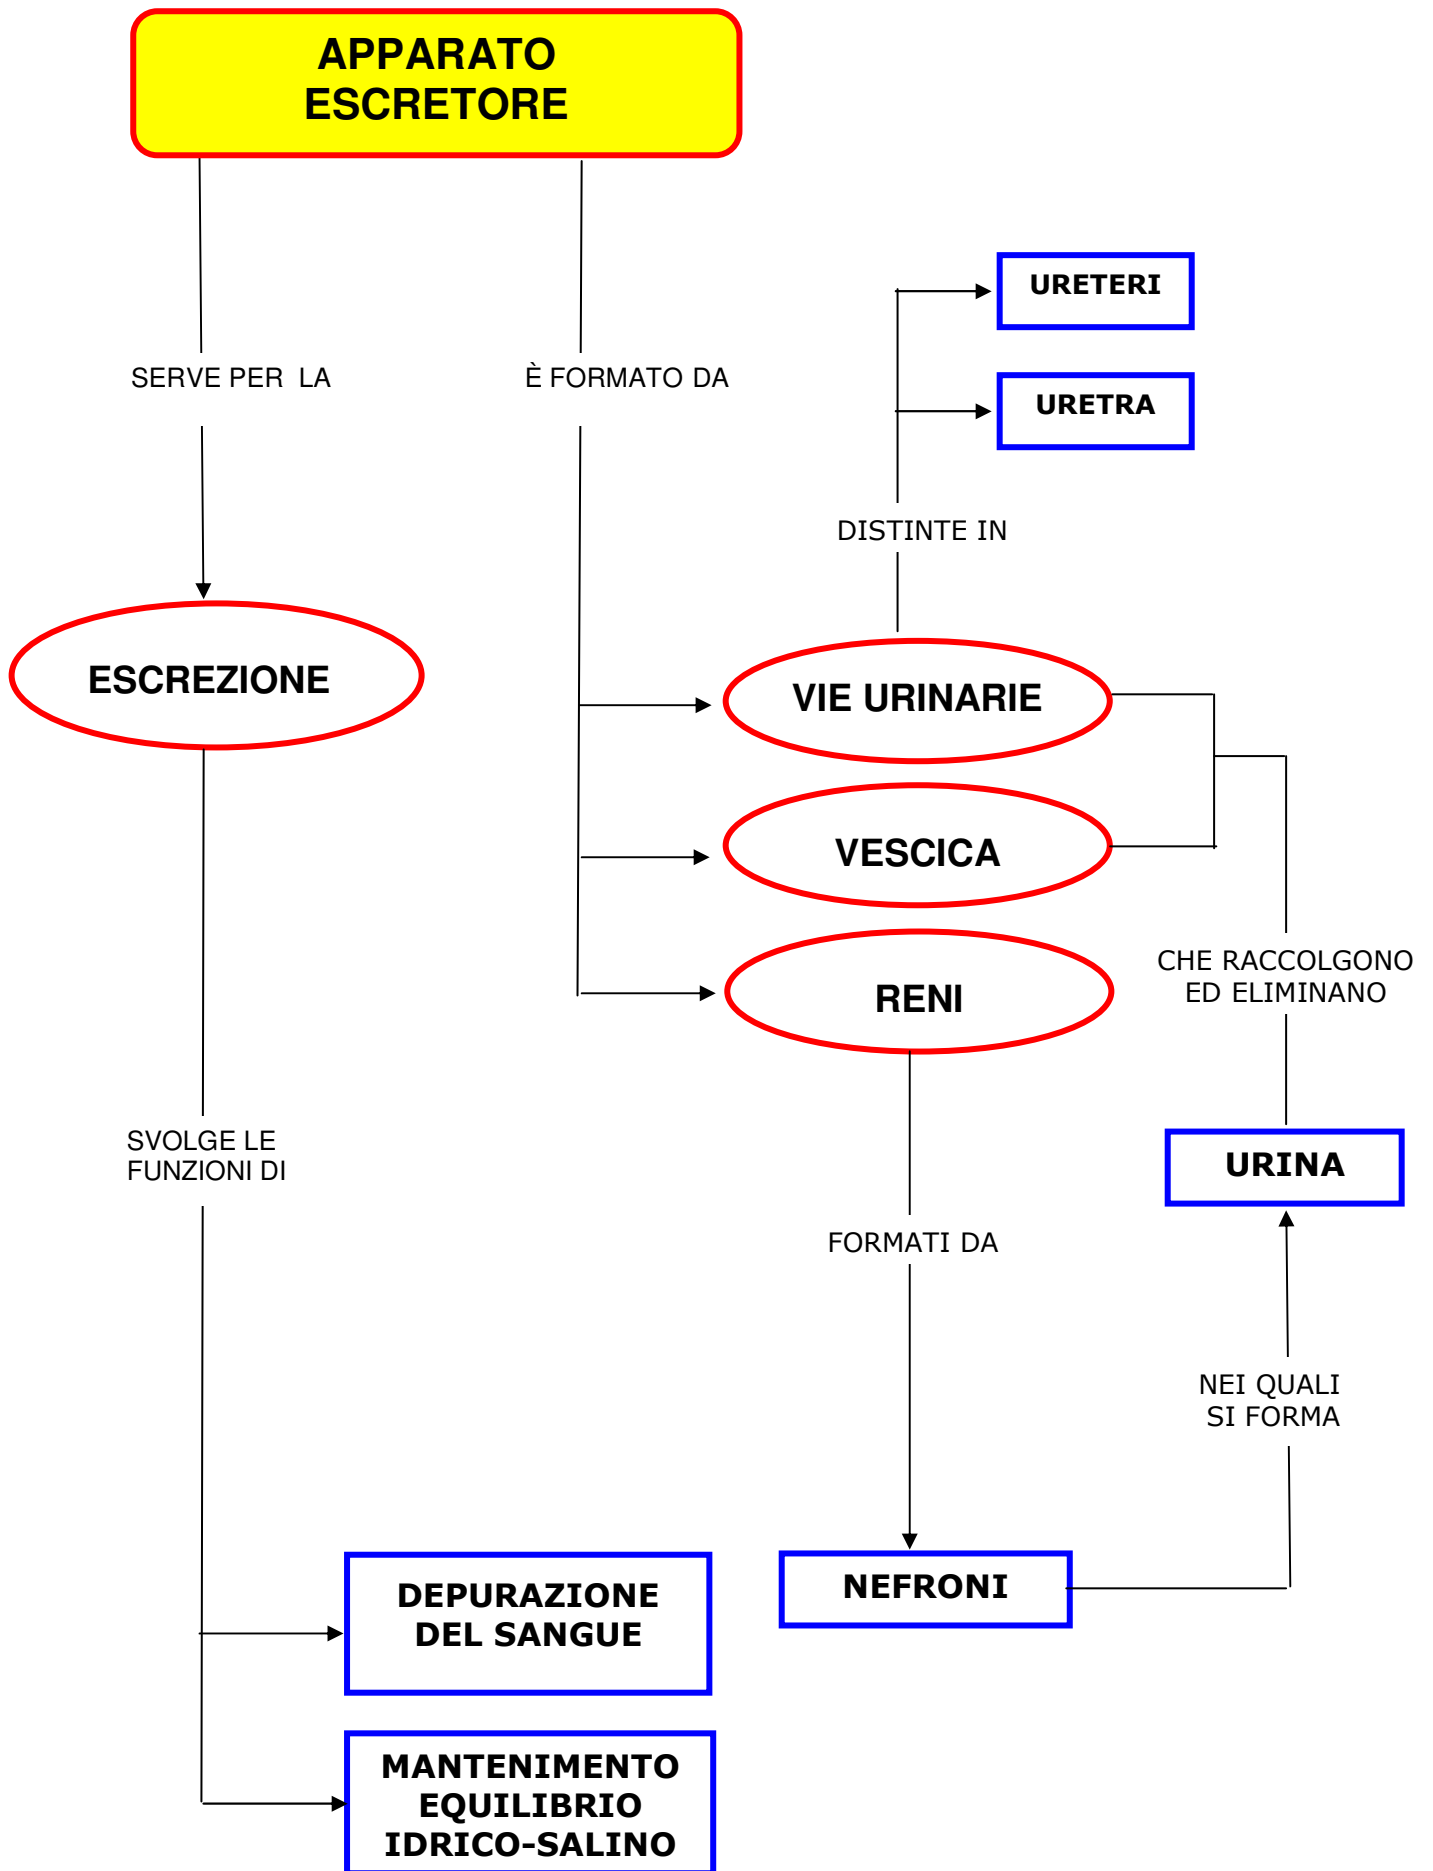 APPARATO
ESCRETORE
URETERI
SERVE PER  LA
È FORMATO DA
URETRA
DISTINTE IN
ESCREZIONE
VIE URINARIE
VESCICA
CHE RACCOLGONO
ED ELIMINANO
RENI
SVOLGE LE
FUNZIONI DI
URINA
FORMATI DA
NEI QUALI
SI FORMA
DEPURAZIONE
DEL SANGUE
NEFRONI
MANTENIMENTO
EQUILIBRIO
IDRICO-SALINO